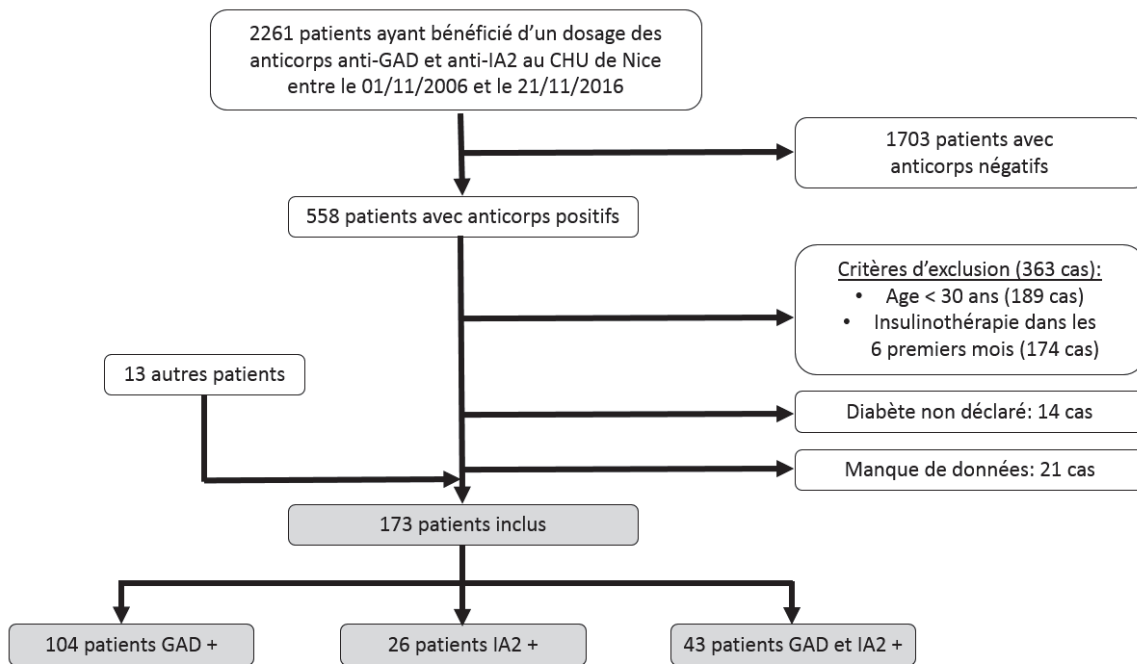 2261 patients ayant bénéficié d’un dosage des
anticorps anti-GAD et anti-IA2 au CHU de Nice
entre le 01/11/2006 et le 21/11/2016
1703 patients avec
anticorps négatifs
558 patients avec anticorps positifs
Critères d’exclusion (363 cas):
• Age < 30 ans (189 cas)
• Insulinothérapie dans les
6 premiers mois (174 cas)
13 autres patients
Diabète non déclaré: 14 cas
Manque de données: 21 cas
173 patients inclus
104 patients GAD +
26 patients IA2 +
43 patients GAD et IA2 +